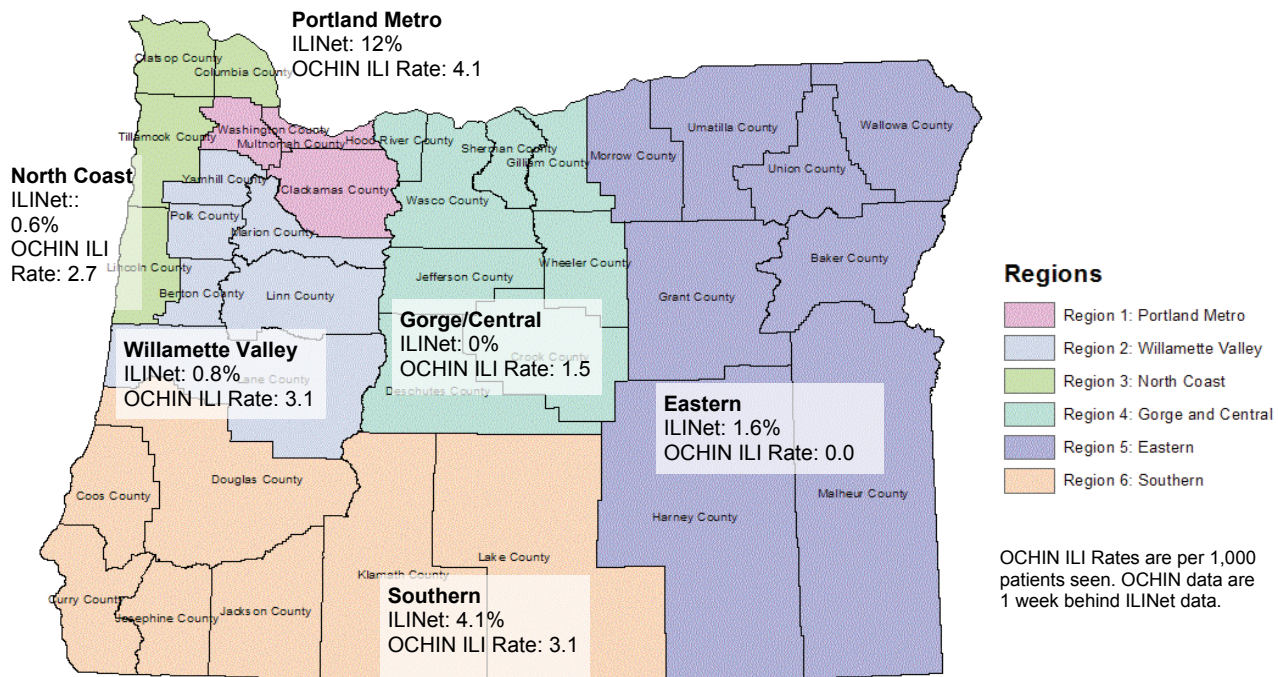 Portland Metro
ILINet: 12%
OCHIN ILI Rate: 4.1
Clatsop County
Columbia County
Tillamook County
Washington County
Multnomah County
Hood River County
Sherman County
Gilliam County
Morrow County
Umatilla County
Wallowa County
Union County
North Coast
ILINet::
0.6%
OCHIN ILI
Rate: 2.7
Yamhill County
Clackamas County
Wasco County
Polk County
Marion County
Lincoln County
Benton County
Linn County
Jefferson County
Wheeler County
Grant County
Baker County
Willamette Valley
ILINet: 0.8%
OCHIN ILI Rate: 3.1
Lane County
Gorge/Central
ILINet: 0%
OCHIN ILI Rate: 1.5
Crook County
Deschutes County
Eastern
ILINet: 1.6%
OCHIN ILI Rate: 0.0
Coos County
Douglas County
Harney County
Malheur County
Curry County
Josephine County
Jackson County
Klamath County
Lake County
Southern
ILINet: 4.1%
OCHIN ILI Rate: 3.1
Regions
Region 1: Portland Metro
Region 2: Willamette Valley
Region 3: North Coast
Region 4: Gorge and Central
Region 5: Eastern
Region 6: Southern
OCHIN ILI Rates are per 1,000
patients seen. OCHIN data are
1 week behind ILINet data.